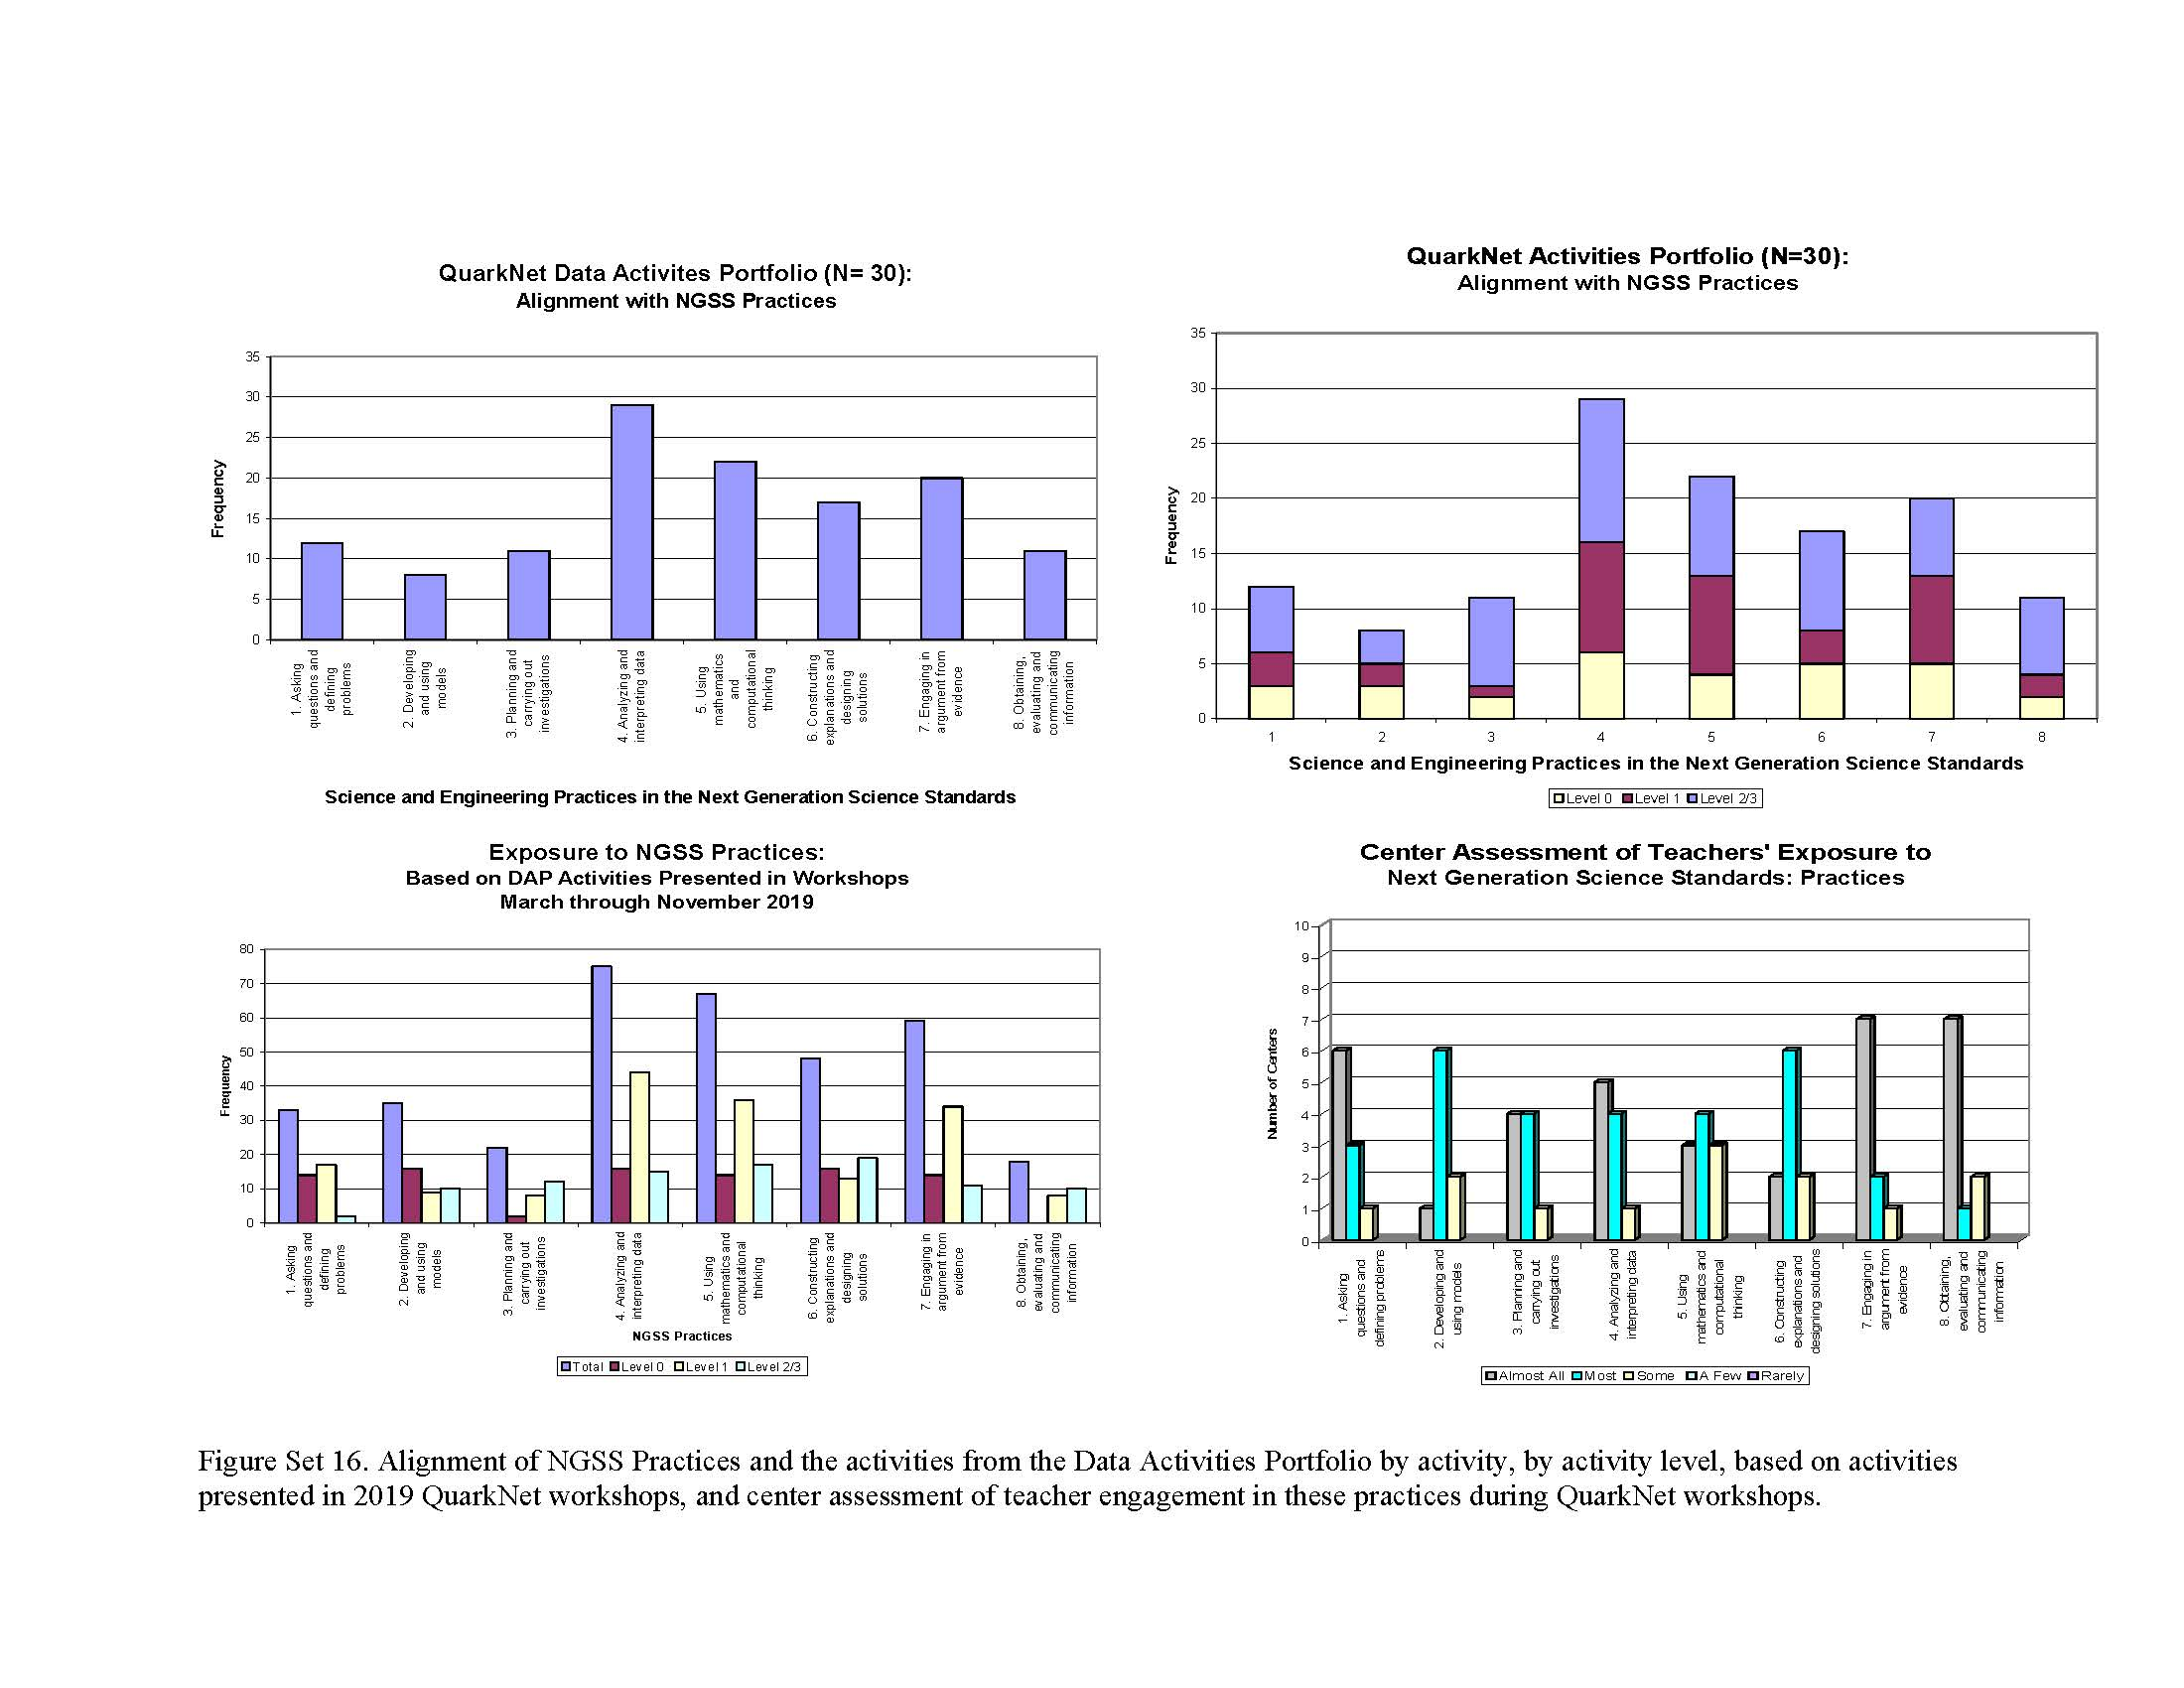 QuarkNet Data Activites Portfolio (N= 30):
Alignment with NGSS Practices
35
30
25
20
15
10
5
0
Frequency
1. Asking
questions and
defining
problems
2. Developing
and using
models
3. Planning and
carrying out
investigations
4. Analyzing and
interpreting data
5. Using
mathematics
and
computational
thinking
6. Constructing
explanations and
designing
solutions
7. Engaging in
argument from
evidence
8. Obtaining,
evaluating and
communicating
information
Science and Engineering Practices in the Next Generation Science Standards
QuarkNet Activities Portfolio (N=30):
Alignment with NGSS Practices
35
30
25
20
15
10
5
0
Frequency
1 2 3 4 5 6 7 8
Science and Engineering Practices in the Next Generation Science Standards
Level 0 Level 1 Level 2/3
Exposure to NGSS Practices:
Based on DAP Activities Presented in Workshops
March through November 2019
80
70
60
50
40
30
20
10
0
Frequency
1. Asking
questions and
defining
problems
2. Developing
and using
models
3. Planning and
carrying out
investigations
4. Analyzing and
interpreting data
5. Using
mathematics and
computational
thinking
6. Constructing
explanations and
designing
solutions
7. Engaging in
argument from
evidence
8. Obtaining,
evaluating and
communicating
information
NGSS Practices
Total Level 0 Level 1 Level 2/3
Center Assessment of Teachers' Exposure to
Next Generation Science Standards: Practices
10
9
8
7
6
5
4
3
2
1
0
Number of Centers
1. Asking
questions and
defining problems
2. Developing and
using models
3. Planning and
carrying out
investigations
4. Analyzing and
interpreting data
5. Using
mathematics and
computational
thinking
6. Constructing
explanations and
designing solutions
7. Engaging in
argument from
evidence
8. Obtaining,
evaluating and
communicating
information
Almost All Most Some A Few Rarely
Figure Set 16. Alignment of NGSS Practices and the activities from the Data Activities Portfolio by activity, by activity level, based on activities
presented in 2019 QuarkNet workshops, and center assessment of teacher engagement in these practices during QuarkNet workshops.